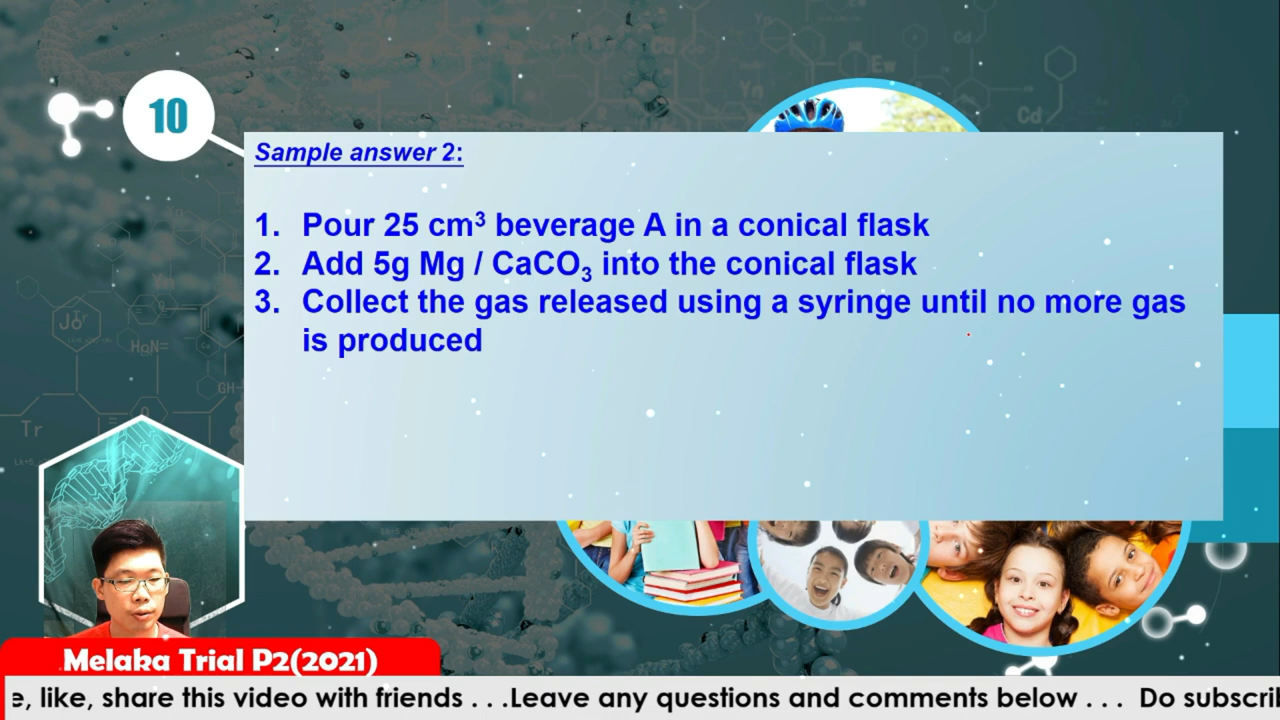 10
Sample answer 2:
1. Pour 25 cm³ beverage A in a conical flask
2. Add 5g Mg / CaCO₃ into the conical flask
3. Collect the gas released using a syringe until no more gas
is produced
Tr
Cd
Melaka Trial P2(2021)
e, like, share this video with friends . . .Leave any questions and comments below . . . Do subscri